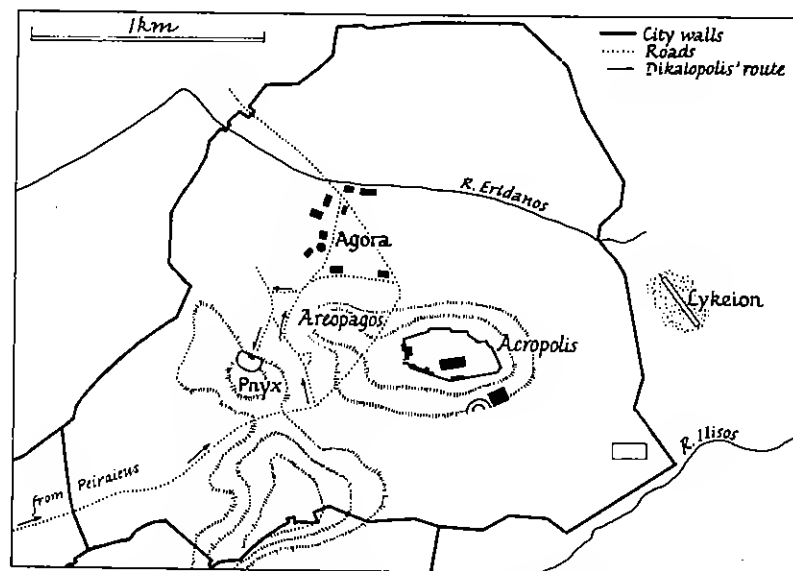 1km
City walls
Roads
Dikaiopolis' route
R. Eridanos
Agora
Lykeion
Areopagos
Acropolis
Pnyx
R. Ilisos
from Peiraieus